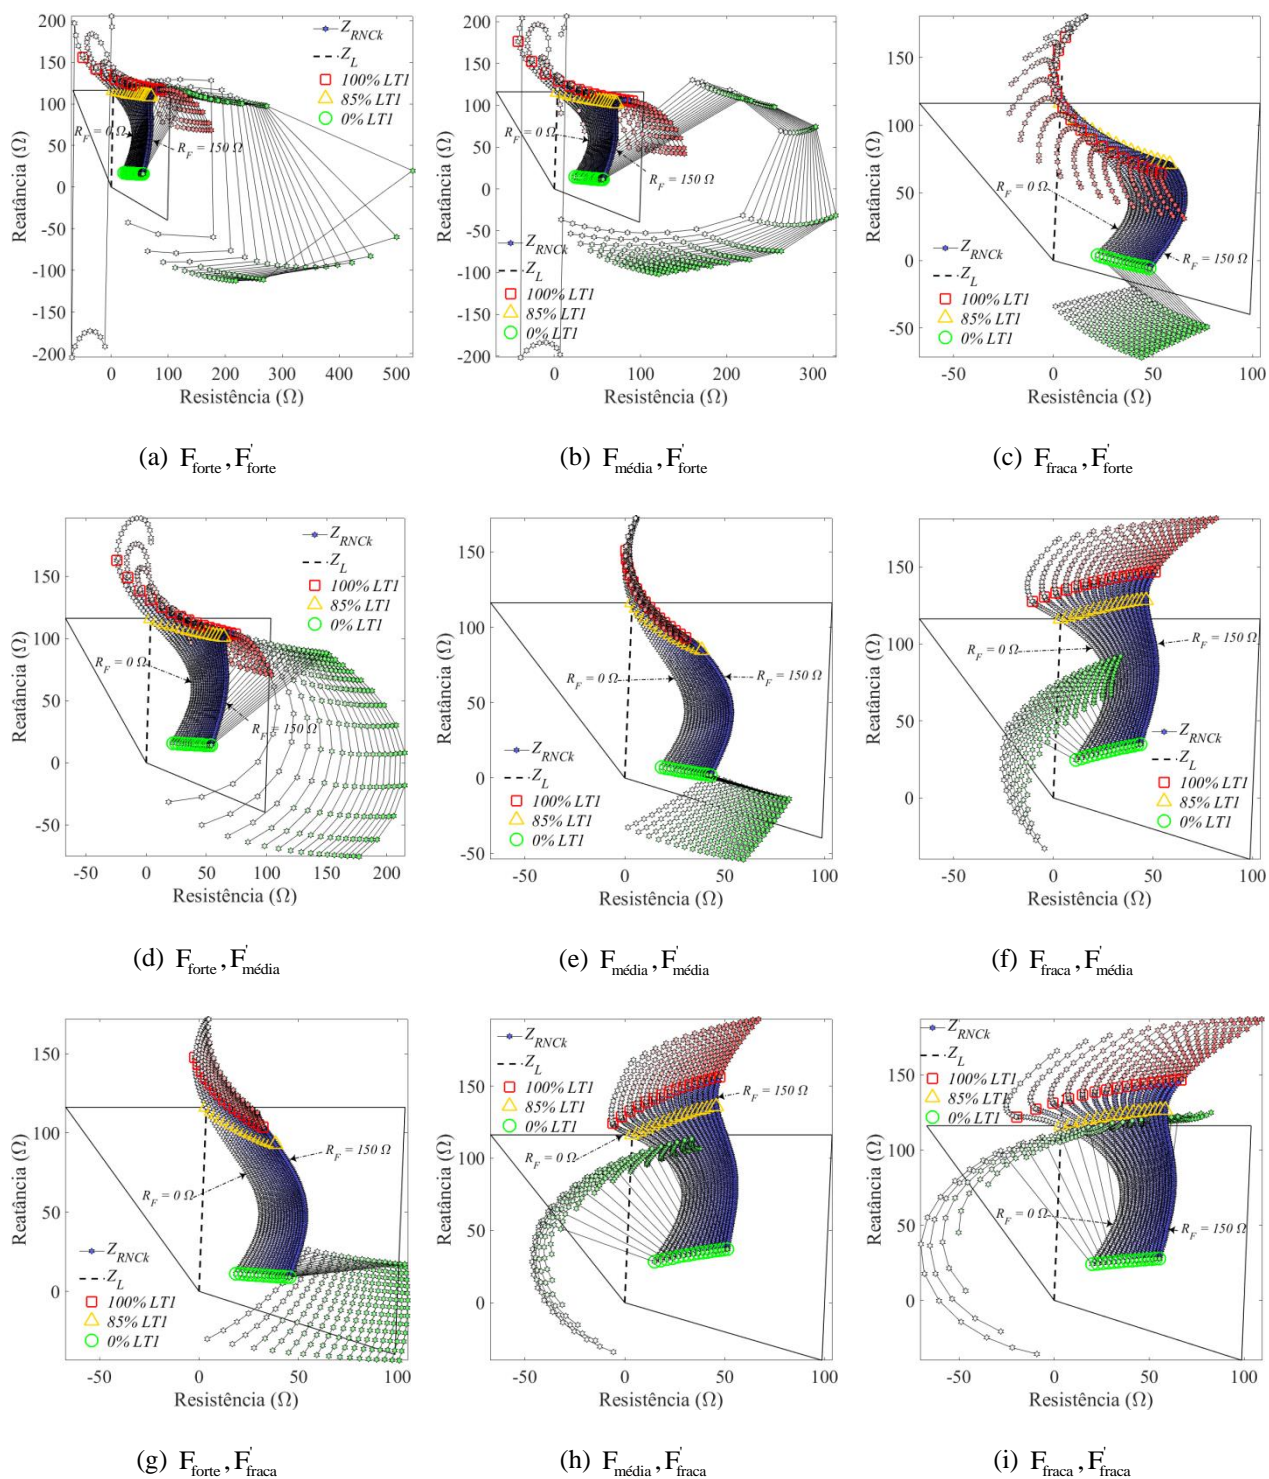 200
150
100
50
0
-50
-100
-150
-200
0 100 200 300 400 500
Reatância (Ω)
Resistência (Ω)
Z_RNCk
Z_L
100% LT1
85% LT1
0% LT1
R_F = 0 Ω
R_F = 150 Ω
(a) F_forte, F'_forte
200
150
100
50
0
-50
-100
-150
-200
0 100 200 300
Reatância (Ω)
Resistência (Ω)
R_F = 0 Ω
R_F = 150 Ω
Z_RNCk
Z_L
100% LT1
85% LT1
0% LT1
(b) F_média, F'_forte
150
100
50
0
-50
-50 0 50 100
Reatância (Ω)
Resistência (Ω)
R_F = 0 Ω
R_F = 150 Ω
Z_RNCk
Z_L
100% LT1
85% LT1
0% LT1
(c) F_fraca, F'_forte
150
100
50
0
-50
-50 0 50 100 150 200
Reatância (Ω)
Resistência (Ω)
Z_RNCk
Z_L
100% LT1
85% LT1
0% LT1
R_F = 0 Ω
R_F = 150 Ω
(d) F_forte, F'_média
150
100
50
0
-50
-50 0 50 100
Reatância (Ω)
Resistência (Ω)
R_F = 0 Ω
R_F = 150 Ω
Z_RNCk
Z_L
100% LT1
85% LT1
0% LT1
(e) F_média, F'_média
150
100
50
0
-50 0 50 100
Reatância (Ω)
Resistência (Ω)
R_F = 0 Ω
R_F = 150 Ω
Z_RNCk
Z_L
100% LT1
85% LT1
0% LT1
(f) F_fraca, F'_média
150
100
50
0
-50 0 50 100
Reatância (Ω)
Resistência (Ω)
R_F = 150 Ω
R_F = 0 Ω
Z_RNCk
Z_L
100% LT1
85% LT1
0% LT1
(g) F_forte, F'_fraca
150
100
50
0
-50 0 50 100
Reatância (Ω)
Resistência (Ω)
Z_RNCk
Z_L
100% LT1
85% LT1
0% LT1
R_F = 150 Ω
R_F = 0 Ω
(h) F_média, F'_fraca
150
100
50
0
-50 0 50 100
Reatância (Ω)
Resistência (Ω)
Z_RNCk
Z_L
100% LT1
85% LT1
0% LT1
R_F = 0 Ω
R_F = 150 Ω
(i) F_fraca, F'_fraca